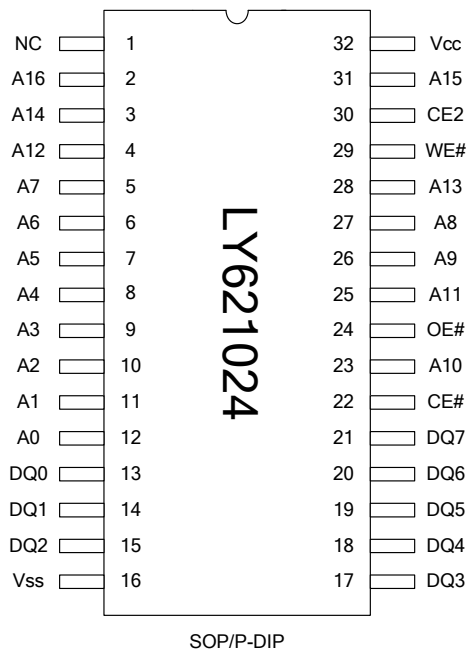 NC 1 32 Vcc
A16 2 31 A15
A14 3 30 CE2
A12 4 29 WE#
A7 5 28 A13
A6 6 27 A8
A5 7 26 A9
A4 8 25 A11
A3 9 24 OE#
A2 10 23 A10
A1 11 22 CE#
A0 12 21 DQ7
DQ0 13 20 DQ6
DQ1 14 19 DQ5
DQ2 15 18 DQ4
Vss 16 17 DQ3
LY621024
SOP/P-DIP